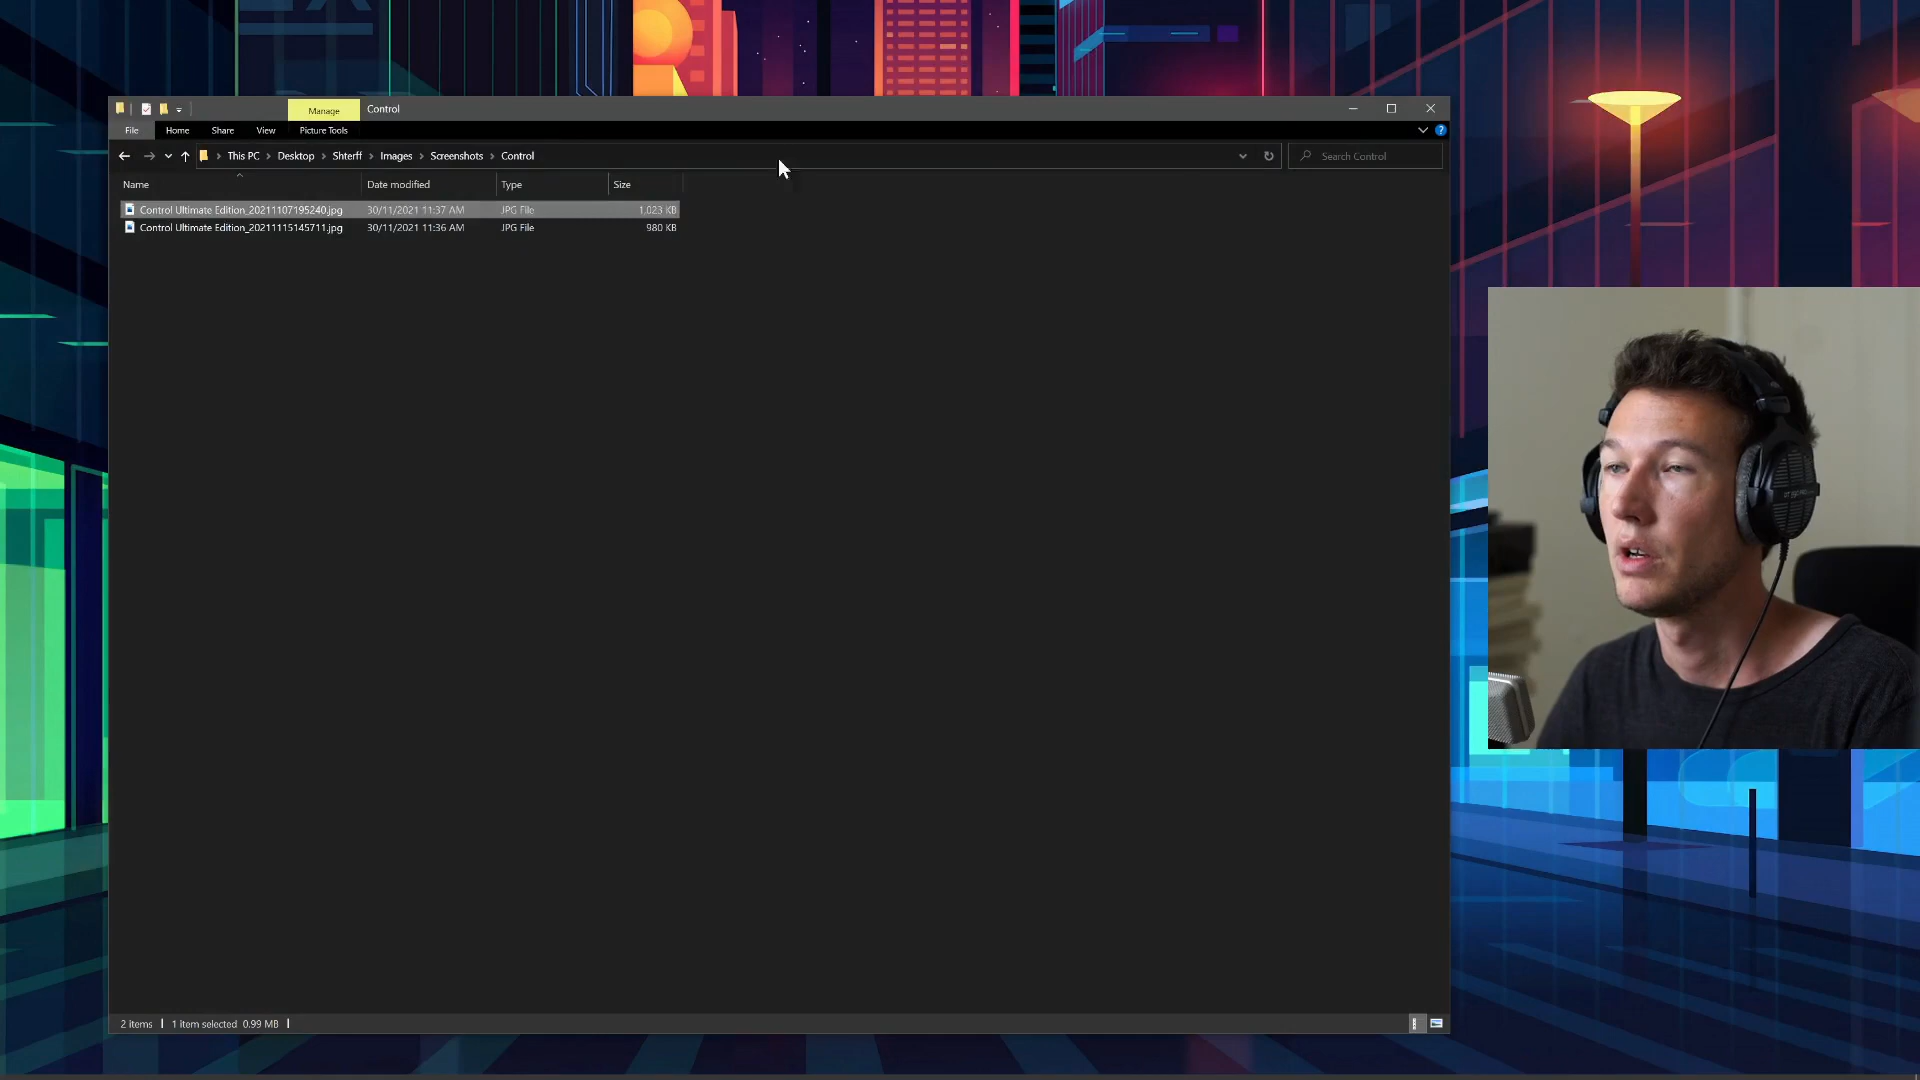 Manage Control
File Home Share View Picture Tools
This PC > Desktop > Shterff > Images > Screenshots > Control Search Control
Name Date modified Type Size
Control Ultimate Edition_20211107195240.jpg 30/11/2021 11:37 AM JPG File 1,023 KB
Control Ultimate Edition_20211115145711.jpg 30/11/2021 11:36 AM JPG File 980 KB
2 items 1 item selected 0.99 MB